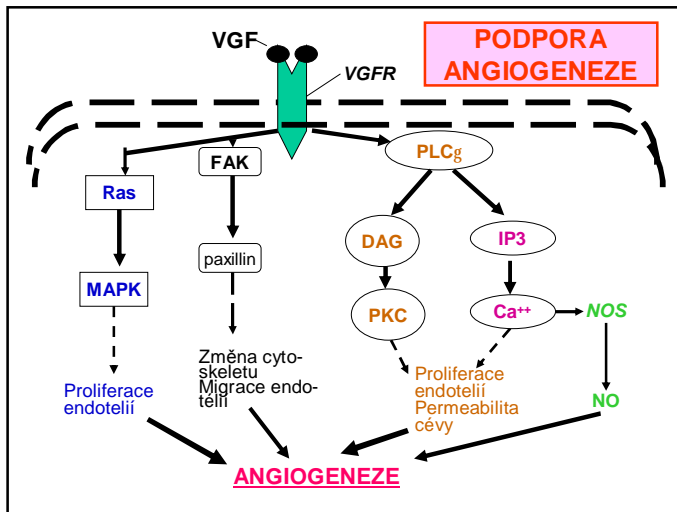 VGF
VGFR
PODPORA
ANGIOGENEZE
FAK
PLCg
Ras
DAG
IP3
paxillin
MAPK
PKC
Ca++
NOS
Změna cyto-
skeletu
Migrace endo-
télií
Proliferace
endotelií
Proliferace
endotelií
Permeabilita
cévy
NO
ANGIOGENEZE